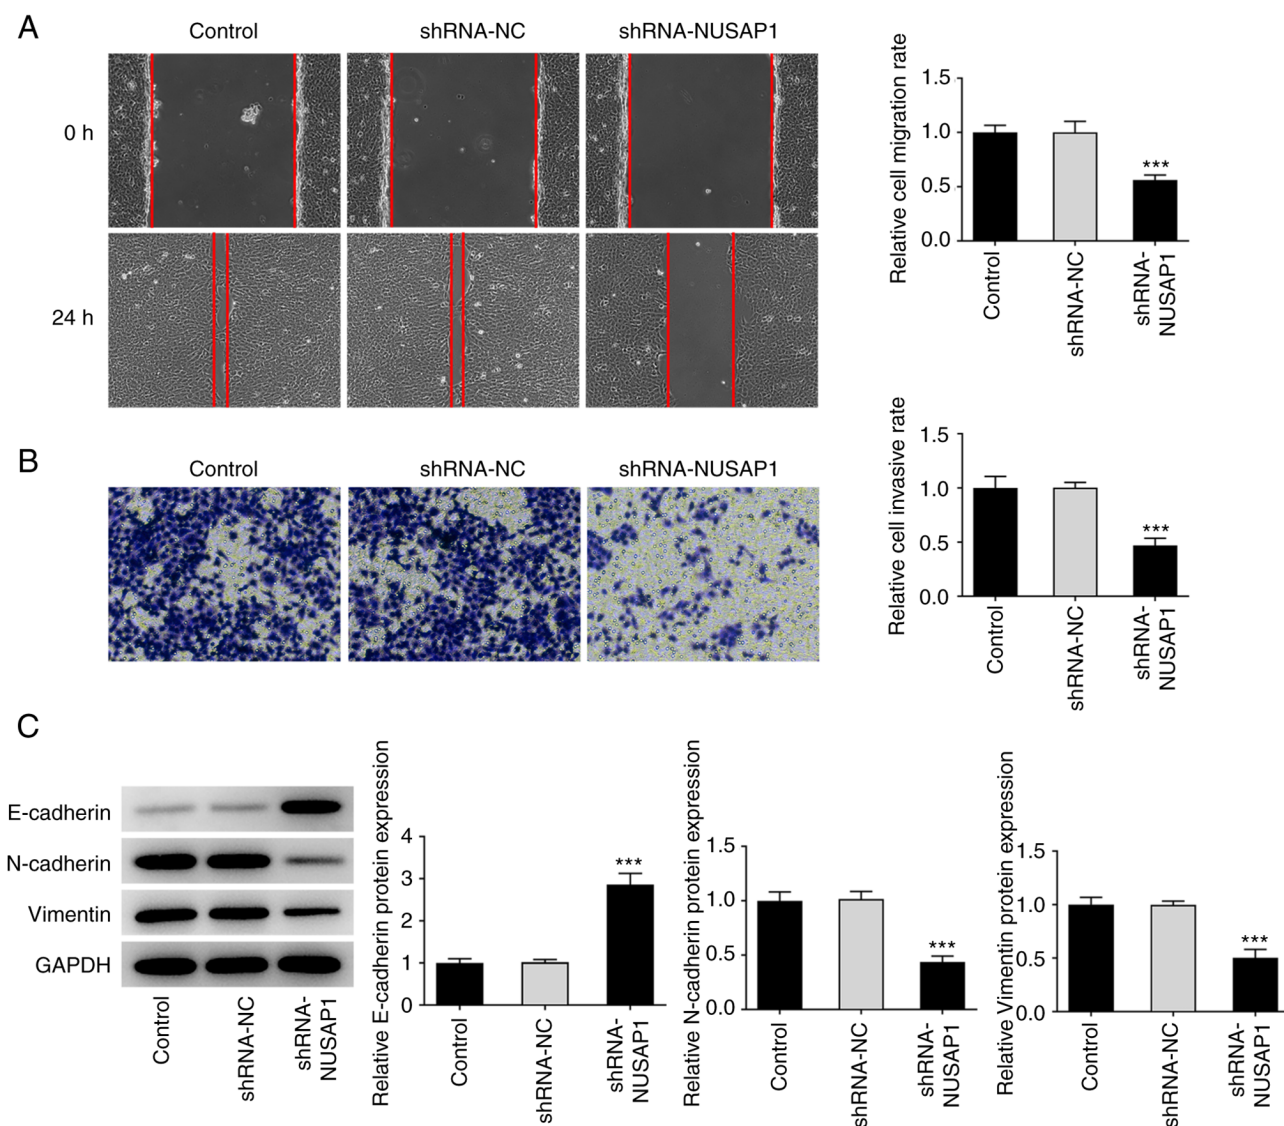 A
Control
shRNA-NC
shRNA-NUSAP1
0 h
24 h
Relative cell migration rate
1.5
1.0
0.5
0.0
***
Control
shRNA-NC
shRNA-
NUSAP1
B
Control
shRNA-NC
shRNA-NUSAP1
Relative cell invasive rate
1.5
1.0
0.5
0.0
***
Control
shRNA-NC
shRNA-
NUSAP1
C
E-cadherin
N-cadherin
Vimentin
GAPDH
Control
shRNA-NC
shRNA-
NUSAP1
Relative E-cadherin protein expression
4
3
2
1
0
***
Control
shRNA-NC
shRNA-
NUSAP1
Relative N-cadherin protein expression
1.5
1.0
0.5
0.0
***
Control
shRNA-NC
shRNA-
NUSAP1
Relative Vimentin protein expression
1.5
1.0
0.5
0.0
***
Control
shRNA-NC
shRNA-
NUSAP1